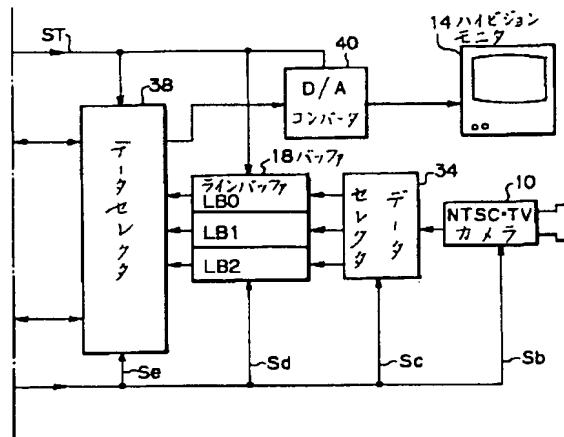 ST
38
データセレクタ
40
D/A
コンバータ
14 ハイビジョン
モニタ
18 バッファ
ラインバッファ
LB0
LB1
LB2
34
データ
セレクタ
10
NTSC・TV
カメラ
Se
Sd
Sc
Sb